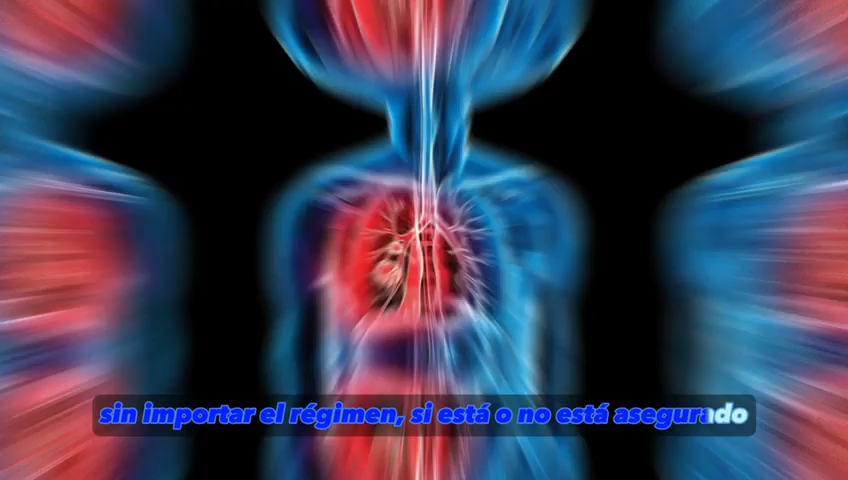 sin importar el régimen, si está o no está asegurado